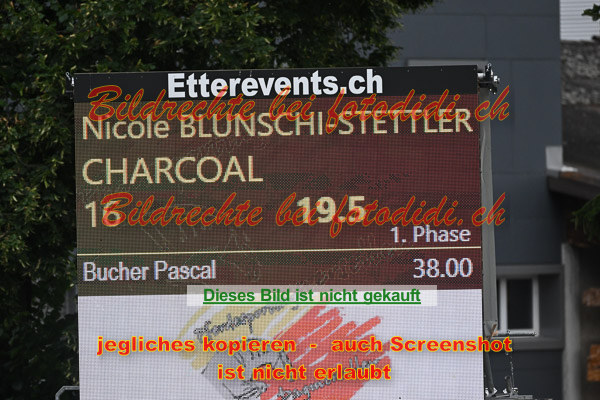 Etterevents.ch
Bildrechte bei fotodidi.ch
Nicole BLUNSCHI-STETTLER
CHARCOAL
16 19.5
Bildrechte bei fotodidi.ch
1. Phase
Bucher Pascal 38.00
Dieses Bild ist nicht gekauft
jegliches kopieren - auch Screenshot
ist nicht erlaubt